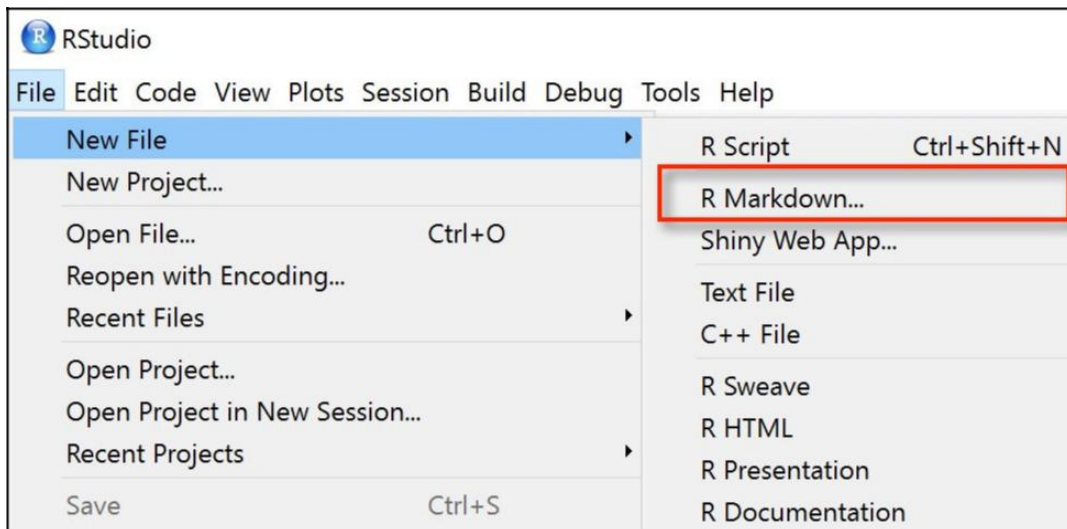 R RStudio
File Edit Code View Plots Session Build Debug Tools Help
New File
New Project...
Open File... Ctrl+O
Reopen with Encoding...
Recent Files
Open Project...
Open Project in New Session...
Recent Projects
Save Ctrl+S
R Script Ctrl+Shift+N
R Markdown...
Shiny Web App...
Text File
C++ File
R Sweave
R HTML
R Presentation
R Documentation